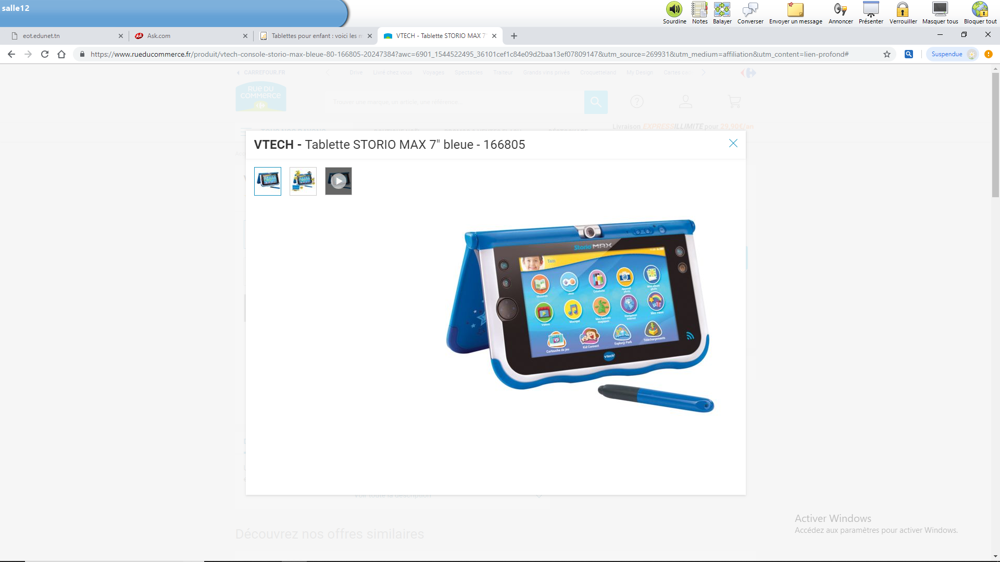 salle12
Sourdine Notes Balayer Converser Envoyer un message Annoncer Présenter Verrouiller Masquer tous Bloquer tout
eot.edunet.tn Ask.com Tablettes pour enfant : voici les m VTECH - Tablette STORIO MAX 7"
https://www.rueducommerce.fr/produit/vtech-console-storio-max-bleue-80-166805-20247384?awc=6901_1544522495_36101cef1c84e09d2baa13ef07809147&utm_source=269931&utm_medium=affiliation&utm_content=lien-profond# Suspendue
CARREFOUR.FR Drive Livré chez vous Voyages Spectacles Traiteur Grands vins privés Croquetteland My Design Cartes
RUE DU
COMMERCE
Trouver une marque, un article, une référence...
Livraison EXPRESS ILLIMITE pour 29,90€/an
VTECH - Tablette STORIO MAX 7" bleue - 166805
Storio MAX
Tom
Histoires Jeux Créativité Appareil photo Mon album photo
Vidéos Musique Mes haricots magiques Navigateur Internet
Cartouche de jeu Kid Connect Explor@ Park Téléchargements
vtech
Voir toute la description
Découvrez nos offres similaires
Activer Windows
Accédez aux paramètres pour activer Windows.